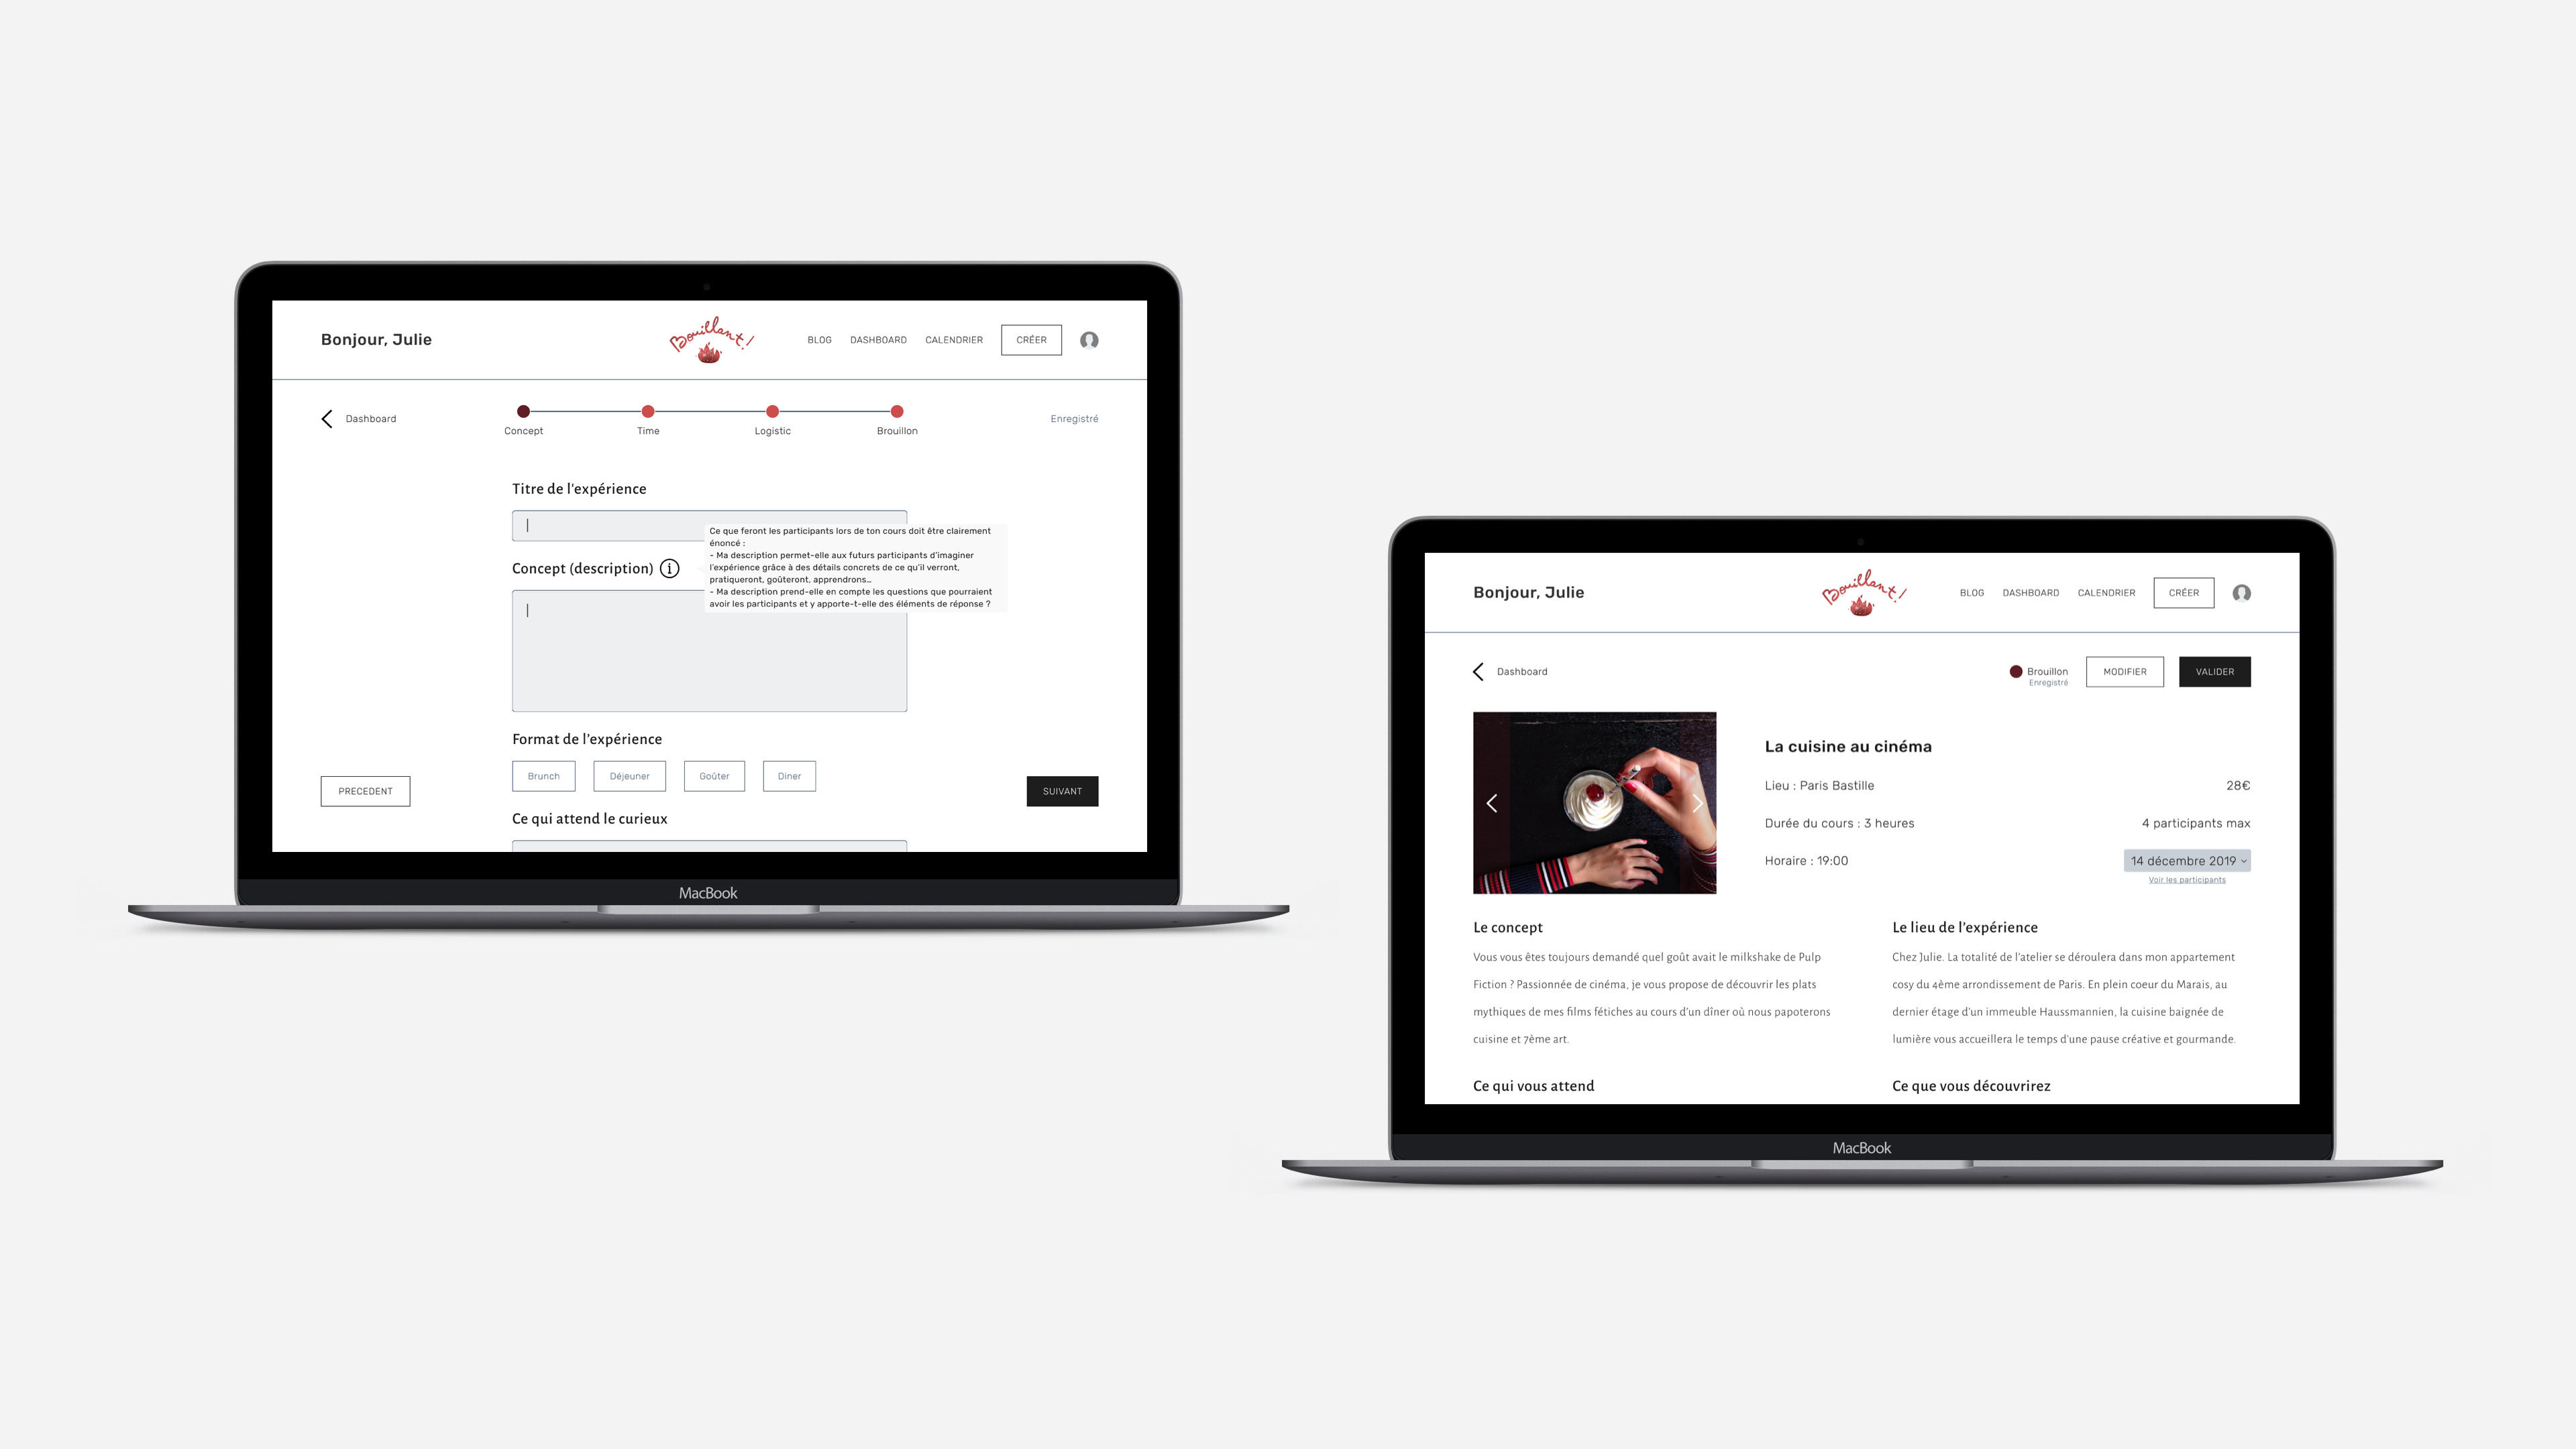 Bonjour, Julie
Bouillant!
BLOG
DASHBOARD
CALENDRIER
CRÉER
Dashboard
Concept
Time
Logistic
Brouillon
Enregistré
Titre de l'expérience
Ce que feront les participants lors de ton cours doit être clairement
énoncé :
- Ma description permet-elle aux futurs participants d'imaginer
l'expérience grâce à des détails concrets de ce qu'il verront,
pratiqueront, goûteront, apprendrons...
- Ma description prend-elle en compte les questions que pourraient
avoir les participants et y apporte-t-elle des éléments de réponse ?
Concept (description)
i
Format de l'expérience
Brunch
Déjeuner
Goûter
Diner
PRECEDENT
SUIVANT
Ce qui attend le curieux
MacBook
Bonjour, Julie
Bouillant!
BLOG
DASHBOARD
CALENDRIER
CRÉER
Dashboard
Brouillon
Enregistré
MODIFIER
VALIDER
La cuisine au cinéma
Lieu : Paris Bastille
28€
Durée du cours : 3 heures
4 participants max
Horaire : 19:00
14 décembre 2019
Voir les participants
Le concept
Vous vous êtes toujours demandé quel goût avait le milkshake de Pulp
Fiction ? Passionnée de cinéma, je vous propose de découvrir les plats
mythiques de mes films fétiches au cours d'un dîner où nous papoterons
cuisine et 7ème art.
Le lieu de l'expérience
Chez Julie. La totalité de l'atelier se déroulera dans mon appartement
cosy du 4ème arrondissement de Paris. En plein coeur du Marais, au
dernier étage d'un immeuble Haussmannien, la cuisine baignée de
lumière vous accueillera le temps d'une pause créative et gourmande.
Ce qui vous attend
Ce que vous découvrirez
MacBook